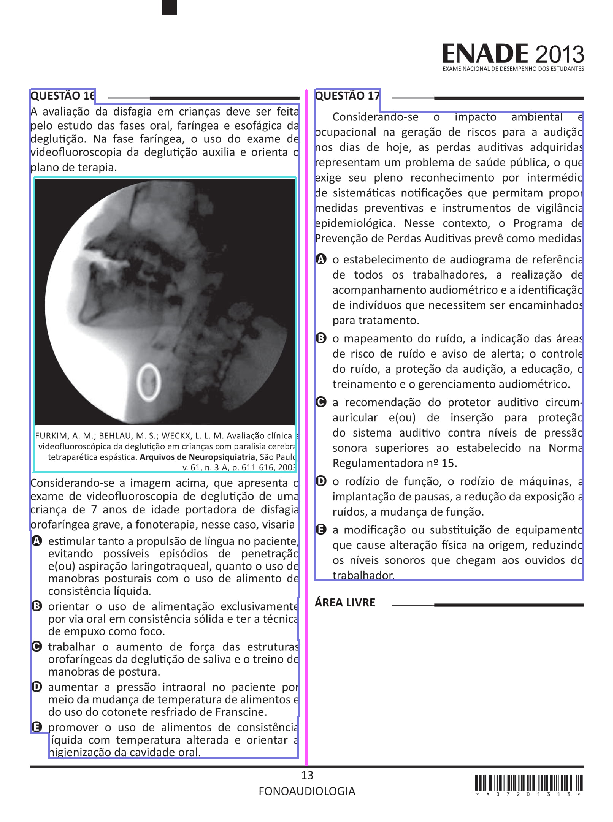 ENADE 2013
EXAME NACIONAL DE DESEMPENHO DOS ESTUDANTES
QUESTÃO 16
A avaliação da disfagia em crianças deve ser feita
pelo estudo das fases oral, faríngea e esofágica da
deglutição. Na fase faríngea, o uso do exame de
videofluoroscopia da deglutição auxilia e orienta o
plano de terapia.
FURKIM, A. M.; BEHLAU, M. S.; WECKX, L. L. M. Avaliação clínica e
videofluoroscópica da deglutição em crianças com paralisia cerebral
tetraparética espástica. Arquivos de Neuropsiquiatria, São Paulo
v. 61, n. 3-A, p. 611-616, 2003
Considerando-se a imagem acima, que apresenta o
exame de videofluoroscopia de deglutição de uma
criança de 7 anos de idade portadora de disfagia
orofaríngea grave, a fonoterapia, nesse caso, visaria
A estimular tanto a propulsão de língua no paciente,
evitando possíveis episódios de penetração
e(ou) aspiração laringotraqueal, quanto o uso de
manobras posturais com o uso de alimento de
consistência líquida.
B orientar o uso de alimentação exclusivamente
por via oral em consistência sólida e ter a técnica
de empuxo como foco.
C trabalhar o aumento de força das estruturas
orofaríngeas da deglutição de saliva e o treino de
manobras de postura.
D aumentar a pressão intraoral no paciente por
meio da mudança de temperatura de alimentos e
do uso do cotonete resfriado de Franscine.
E promover o uso de alimentos de consistência
líquida com temperatura alterada e orientar a
higienização da cavidade oral.
QUESTÃO 17
Considerando-se o impacto ambiental e
ocupacional na geração de riscos para a audição
nos dias de hoje, as perdas auditivas adquiridas
representam um problema de saúde pública, o que
exige seu pleno reconhecimento por intermédio
de sistemáticas notificações que permitam propor
medidas preventivas e instrumentos de vigilância
epidemiológica. Nesse contexto, o Programa de
Prevenção de Perdas Auditivas prevê como medidas
A o estabelecimento de audiograma de referência
de todos os trabalhadores, a realização de
acompanhamento audiométrico e a identificação
de indivíduos que necessitem ser encaminhados
para tratamento.
B o mapeamento do ruído, a indicação das áreas
de risco de ruído e aviso de alerta; o controle
do ruído, a proteção da audição, a educação, o
treinamento e o gerenciamento audiométrico.
C a recomendação do protetor auditivo circum-
auricular e(ou) de inserção para proteção
do sistema auditivo contra níveis de pressão
sonora superiores ao estabelecido na Norma
Regulamentadora nº 15.
D o rodízio de função, o rodízio de máquinas, a
implantação de pausas, a redução da exposição a
ruídos, a mudança de função.
E a modificação ou substituição de equipamento
que cause alteração física na origem, reduzindo
os níveis sonoros que chegam aos ouvidos do
trabalhador.
ÁREA LIVRE
13
FONOAUDIOLOGIA